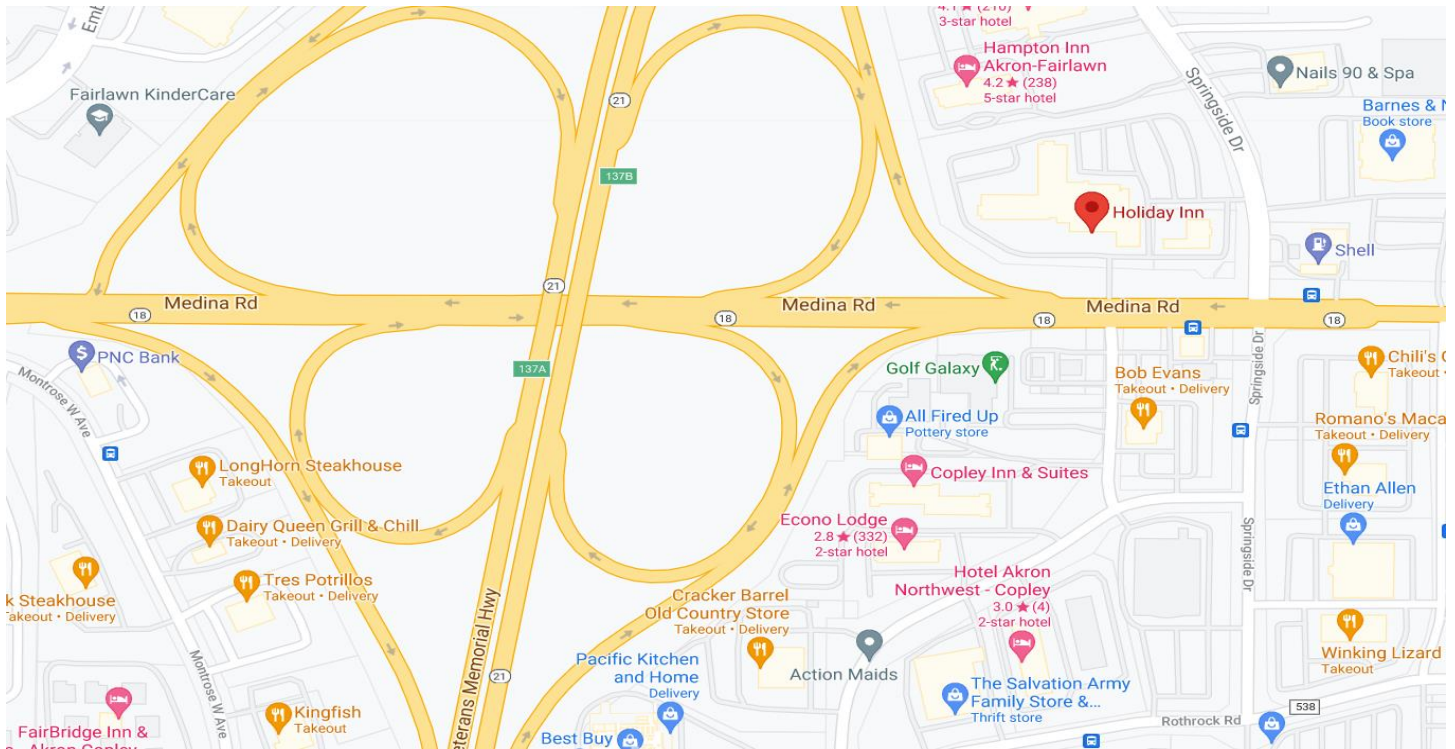 Emb
4.1 ★ (210)
3-star hotel
Hampton Inn
Akron-Fairlawn
4.2 ★ (238)
5-star hotel
Springside Dr
Nails 90 & Spa
Barnes & N
Book store
Fairlawn KinderCare
21
137B
Holiday Inn
Shell
21
Medina Rd
Medina Rd
Medina Rd
18
18
18
18
PNC Bank
137A
Montrose W Ave
Golf Galaxy
Bob Evans
Takeout • Delivery
Springside Dr
Chili's G
Takeout •
All Fired Up
Pottery store
Romano's Maca
Takeout • Delivery
LongHorn Steakhouse
Takeout
Copley Inn & Suites
Ethan Allen
Delivery
Dairy Queen Grill & Chill
Takeout • Delivery
Econo Lodge
2.8 ★ (332)
2-star hotel
Springside Dr
Tres Potrillos
Takeout • Delivery
k Steakhouse
Takeout • Delivery
Hotel Akron
Northwest - Copley
3.0 ★ (4)
2-star hotel
Cracker Barrel
Old Country Store
Takeout • Delivery
Winking Lizard
Takeout
Montrose W Ave
eterans Memorial Hwy
21
Pacific Kitchen
and Home
Delivery
Action Maids
The Salvation Army
Family Store &...
Thrift store
538
Rothrock Rd
Kingfish
Takeout
FairBridge Inn &
Best Buy